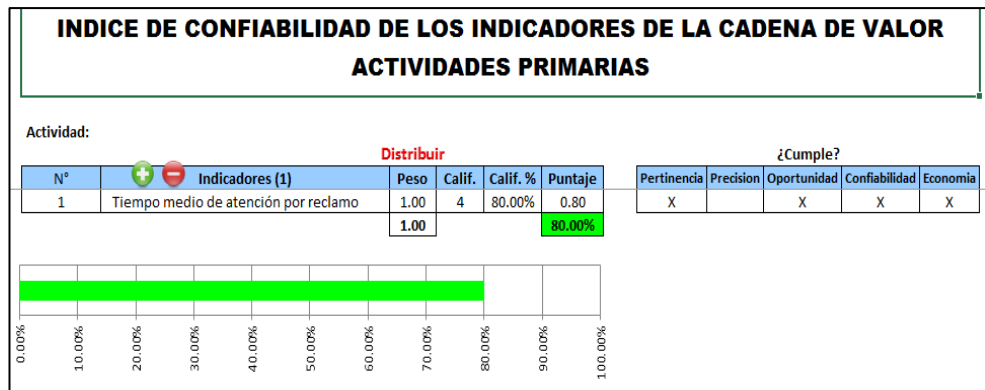 INDICE DE CONFIABILIDAD DE LOS INDICADORES DE LA CADENA DE VALOR
ACTIVIDADES PRIMARIAS
Actividad:
Distribuir
¿Cumple?
N° Indicadores (1) Peso Calif. Calif. % Puntaje Pertinencia Precision Oportunidad Confiabilidad Economia
1 Tiempo medio de atención por reclamo 1.00 4 80.00% 0.80 X X X X
1.00 80.00%
0.00% 10.00% 20.00% 30.00% 40.00% 50.00% 60.00% 70.00% 80.00% 90.00% 100.00%